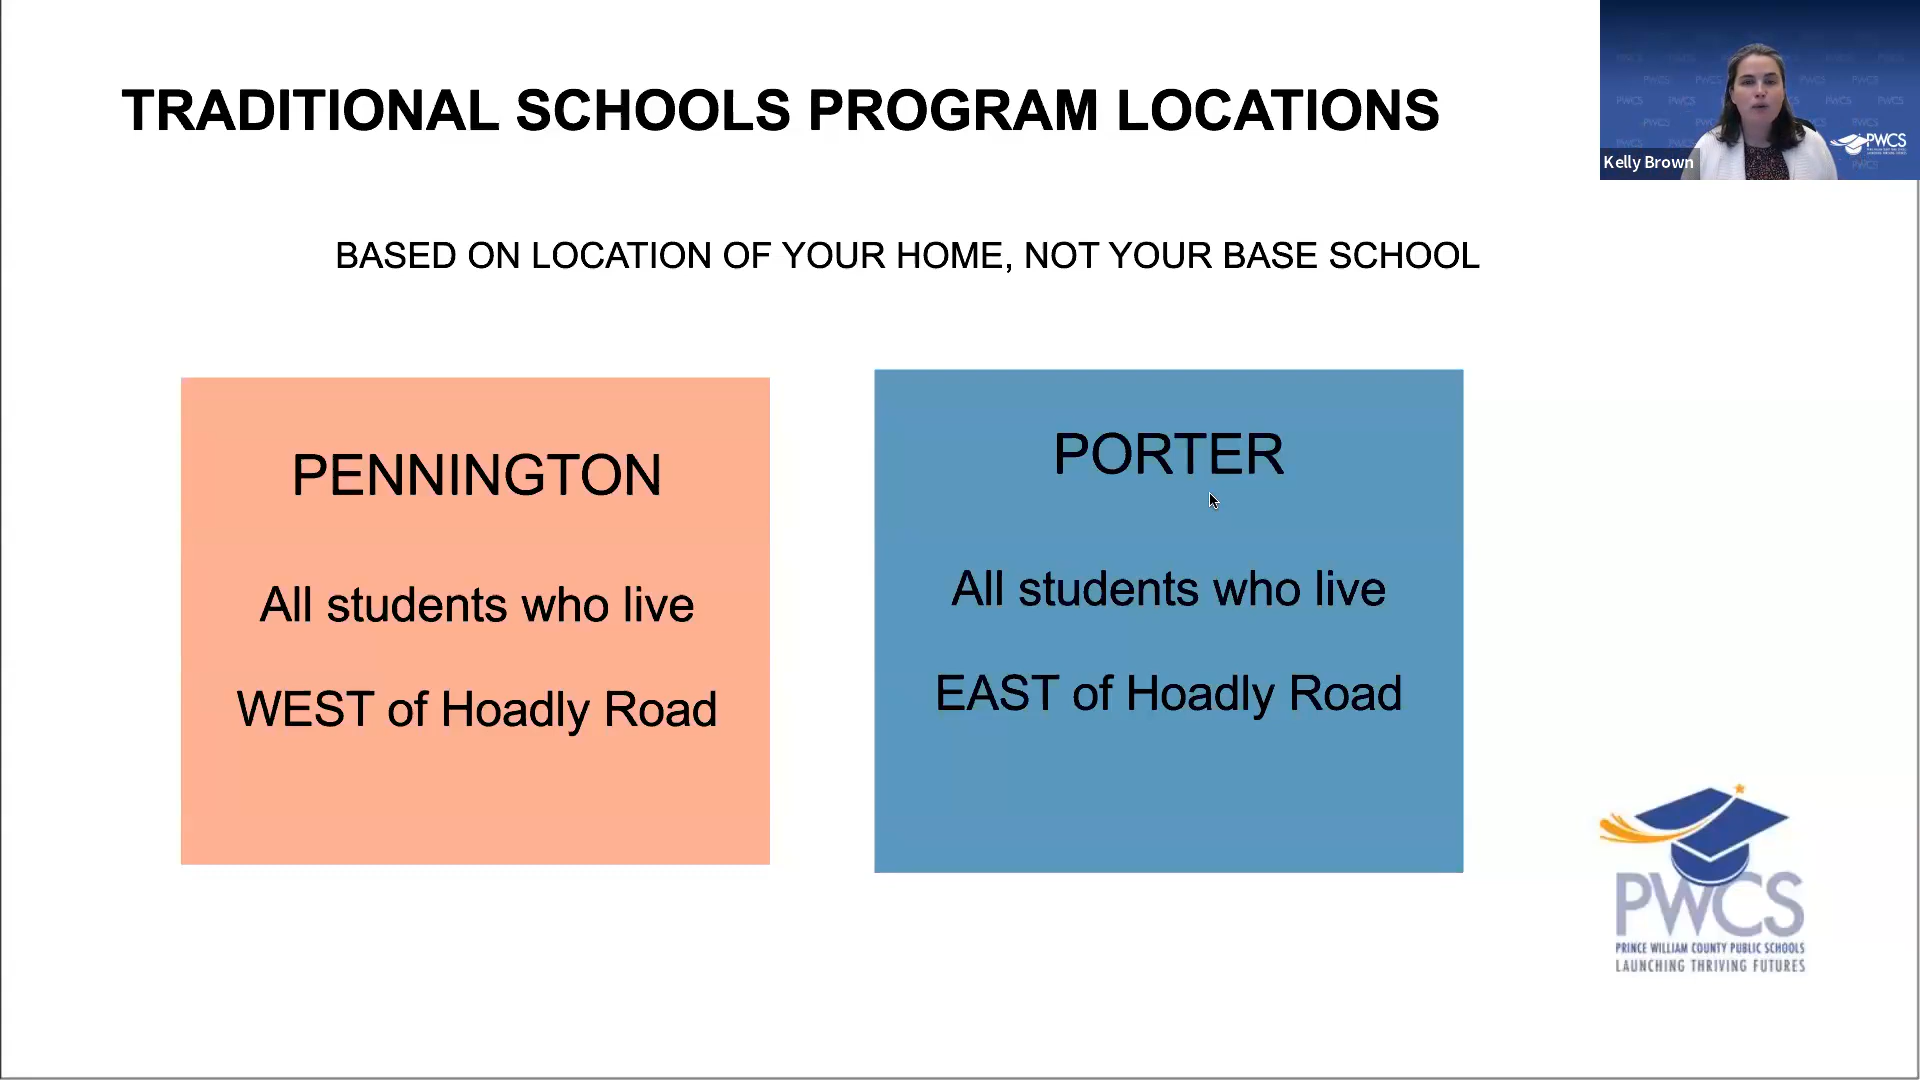 TRADITIONAL SCHOOLS PROGRAM LOCATIONS
Kelly Brown
PWCS
BASED ON LOCATION OF YOUR HOME, NOT YOUR BASE SCHOOL
PENNINGTON
All students who live
WEST of Hoadly Road
PORTER
All students who live
EAST of Hoadly Road
PWCS
PRINCE WILLIAM COUNTY PUBLIC SCHOOLS
LAUNCHING THRIVING FUTURES